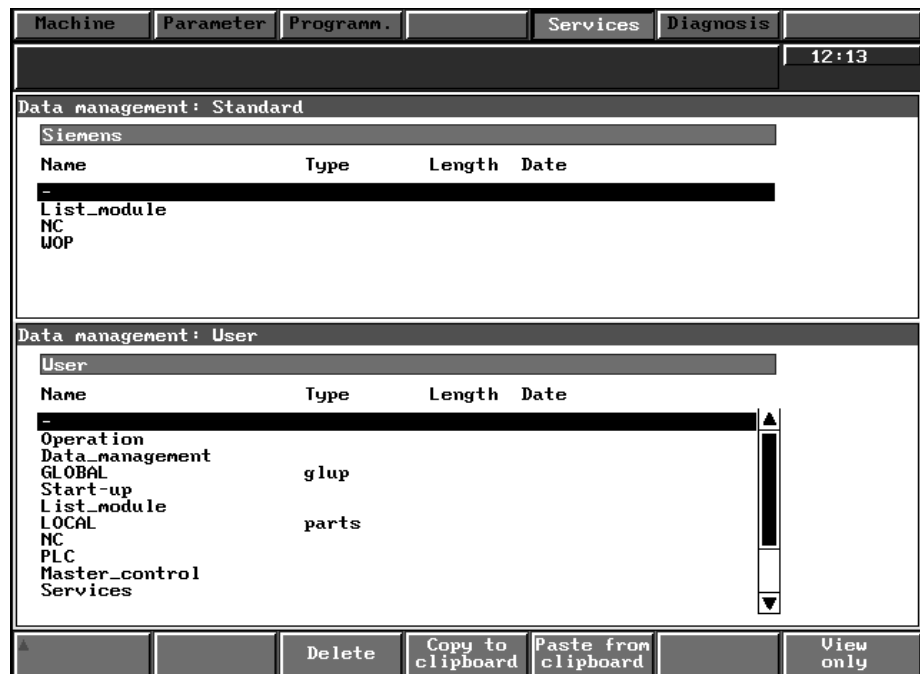 Machine Parameter Programm. Services Diagnosis
12:13
Data management: Standard
Siemens
Name Type Length Date
-
List_module
NC
WOP
Data management: User
User
Name Type Length Date
-
Operation
Data_management
GLOBAL glup
Start-up
List_module
LOCAL parts
NC
PLC
Master_control
Services
Delete Copy to clipboard Paste from clipboard View only